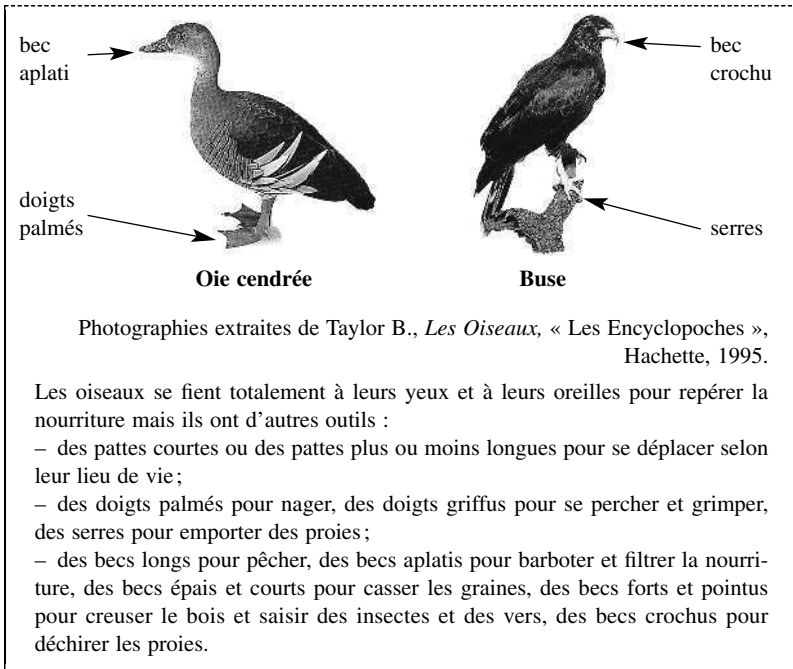 bec
aplati
bec
crochu
doigts
palmés
serres
Oie cendrée
Buse
Photographies extraites de Taylor B., Les Oiseaux, « Les Encyclopoches »,
Hachette, 1995.
Les oiseaux se fient totalement à leurs yeux et à leurs oreilles pour repérer la
nourriture mais ils ont d'autres outils :
– des pattes courtes ou des pattes plus ou moins longues pour se déplacer selon
leur lieu de vie;
– des doigts palmés pour nager, des doigts griffus pour se percher et grimper,
des serres pour emporter des proies;
– des becs longs pour pêcher, des becs aplatis pour barboter et filtrer la nourri-
ture, des becs épais et courts pour casser les graines, des becs forts et pointus
pour creuser le bois et saisir des insectes et des vers, des becs crochus pour
déchirer les proies.